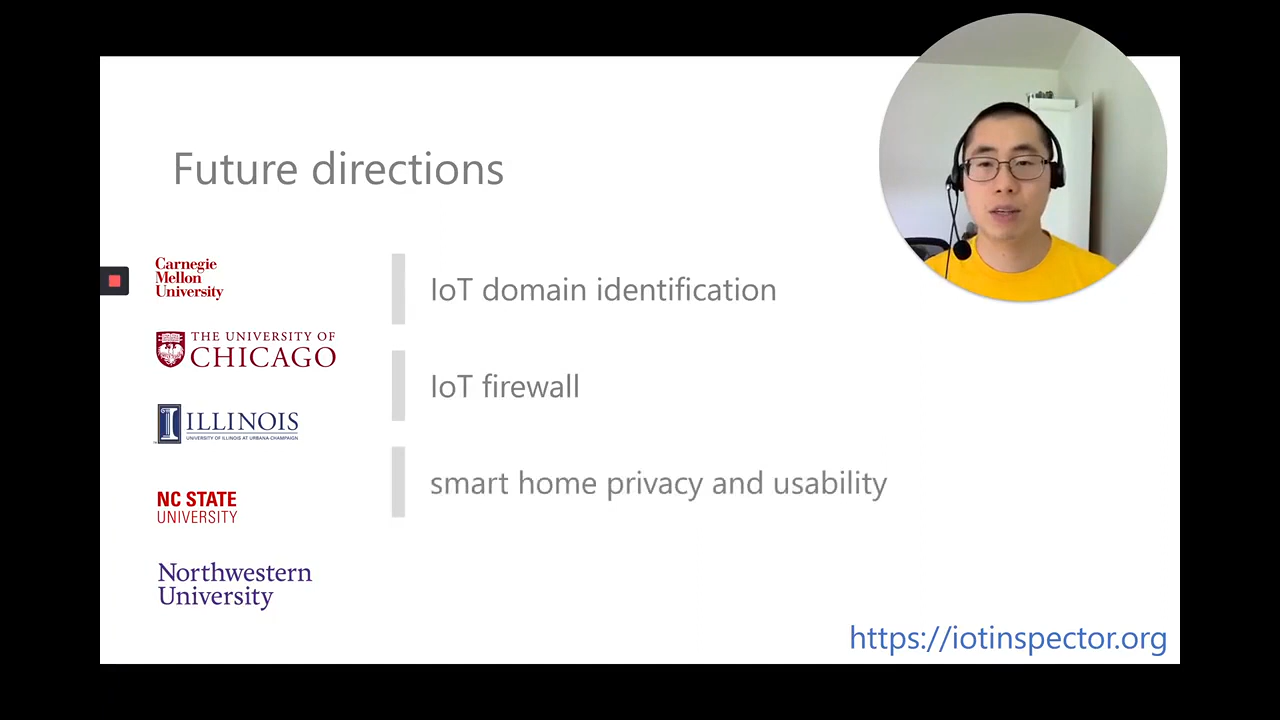 Future directions
Carnegie
Mellon
University
THE UNIVERSITY OF
CHICAGO
ILLINOIS
UNIVERSITY OF ILLINOIS AT URBANA-CHAMPAIGN
NC STATE
UNIVERSITY
Northwestern
University
IoT domain identification
IoT firewall
smart home privacy and usability
https://iotinspector.org